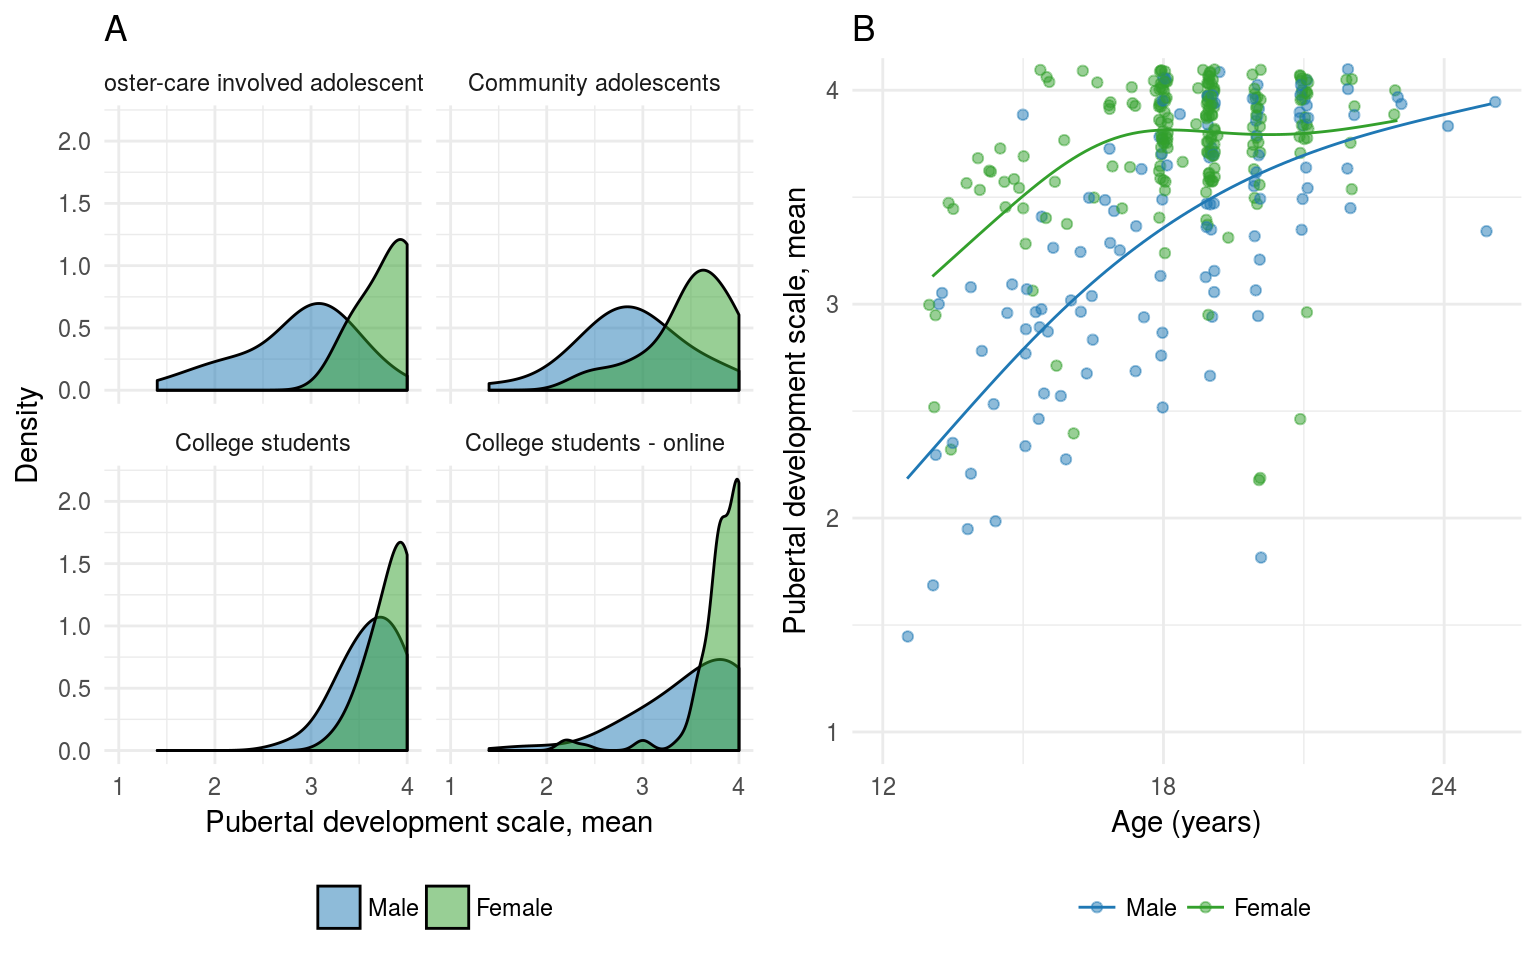 A
oster-care involved adolescent
Community adolescents
2.0
1.5
1.0
0.5
0.0
College students
College students - online
2.0
1.5
1.0
0.5
0.0
Density
1 2 3 4
1 2 3 4
Pubertal development scale, mean
Male Female
B
4
3
2
1
Pubertal development scale, mean
12 18 24
Age (years)
Male Female